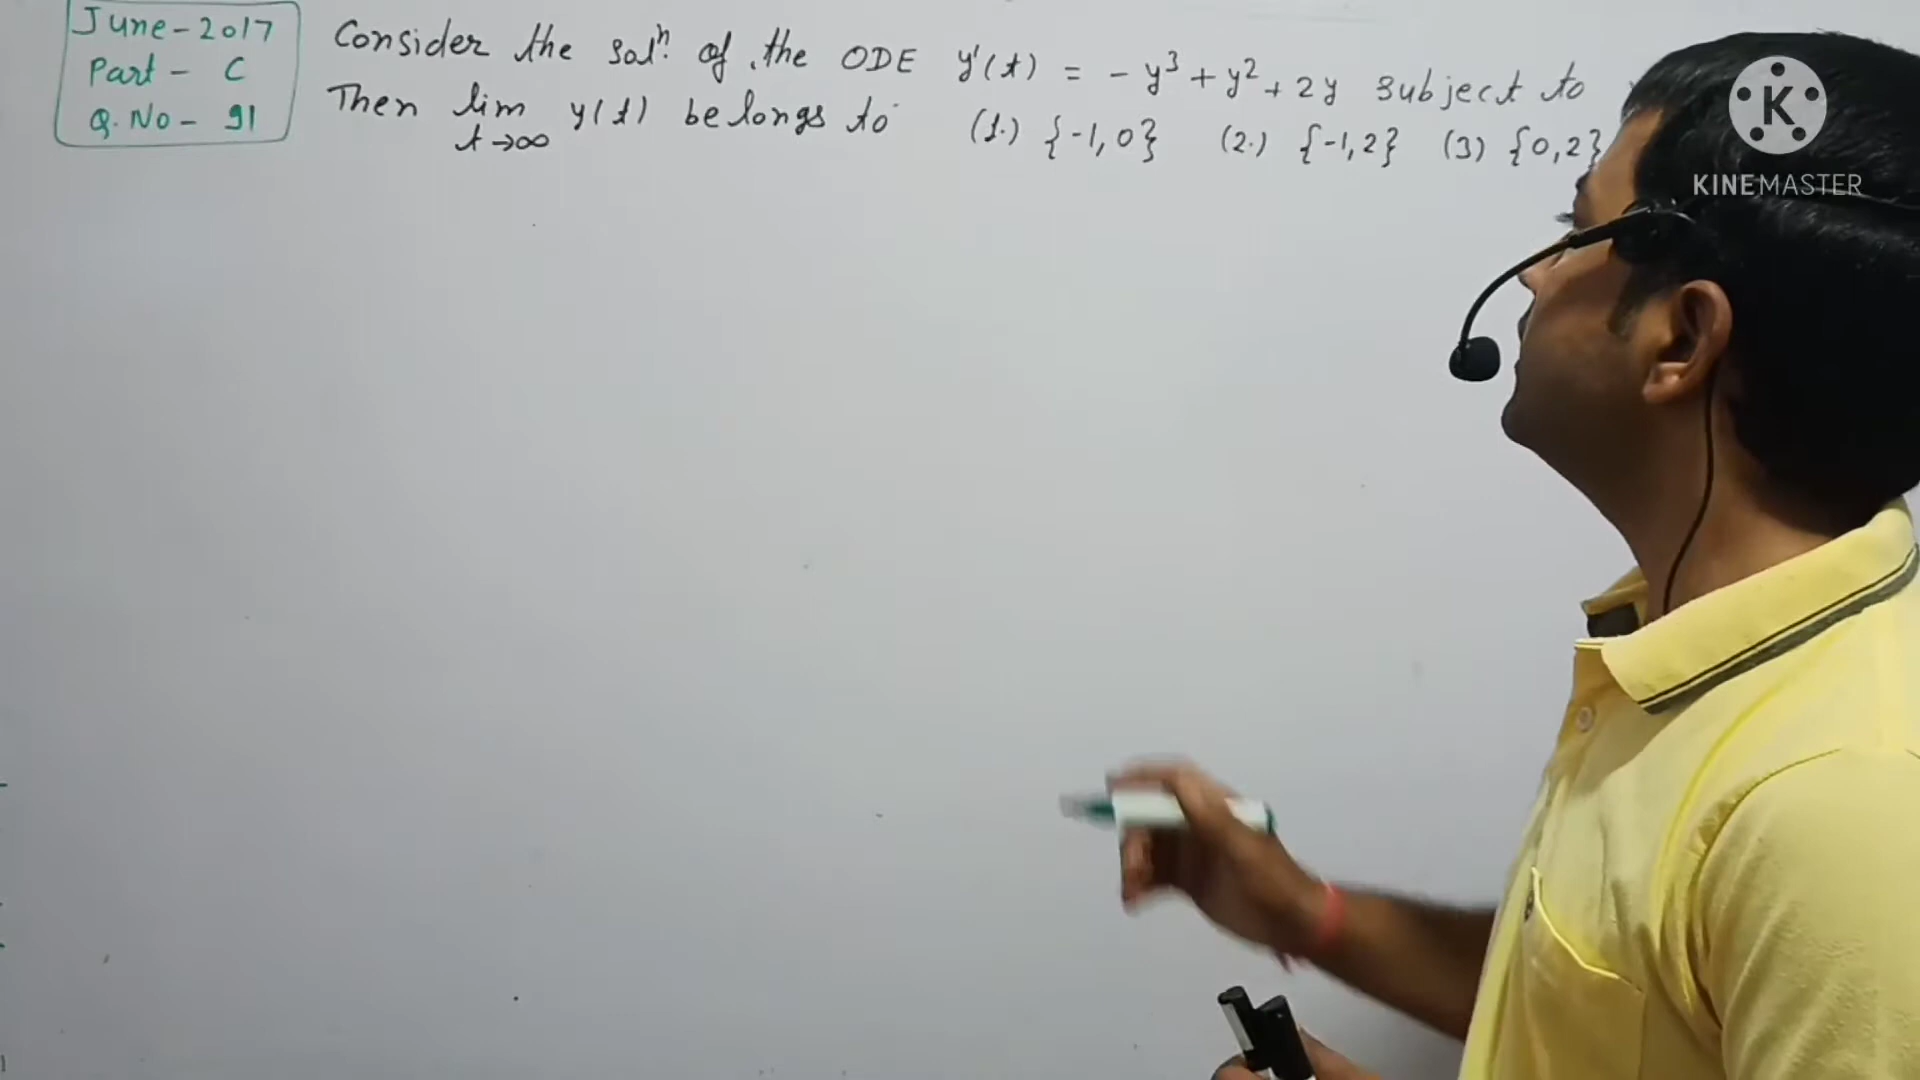 June-2017
Part - C
Q.No - 91
Consider the solⁿ. of the ODE y'(t) = -y³ + y² + 2y subject to
Then lim t→∞ y(t) belongs to (1.) {-1,0} (2.) {-1,2} (3) {0,2}
K
KINEMASTER